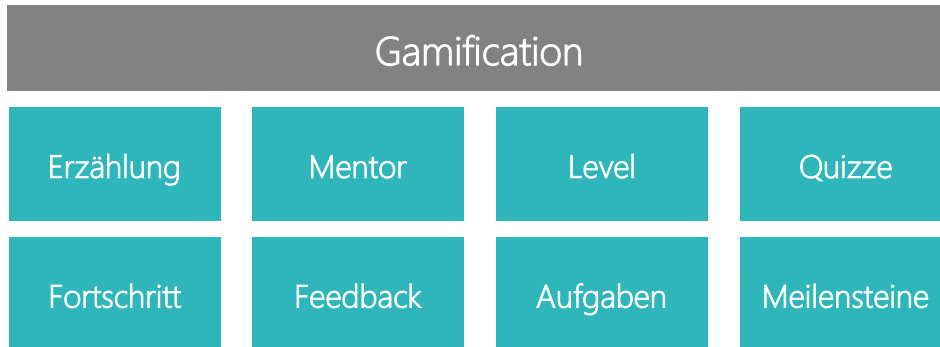 Gamification
Erzählung
Mentor
Level
Quizze
Fortschritt
Feedback
Aufgaben
Meilensteine